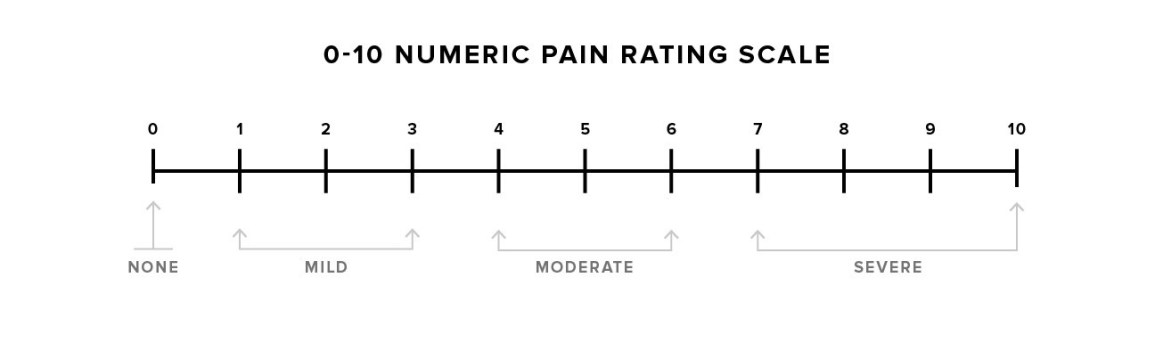 0-10 NUMERIC PAIN RATING SCALE
0 1 2 3 4 5 6 7 8 9 10
NONE MILD MODERATE SEVERE